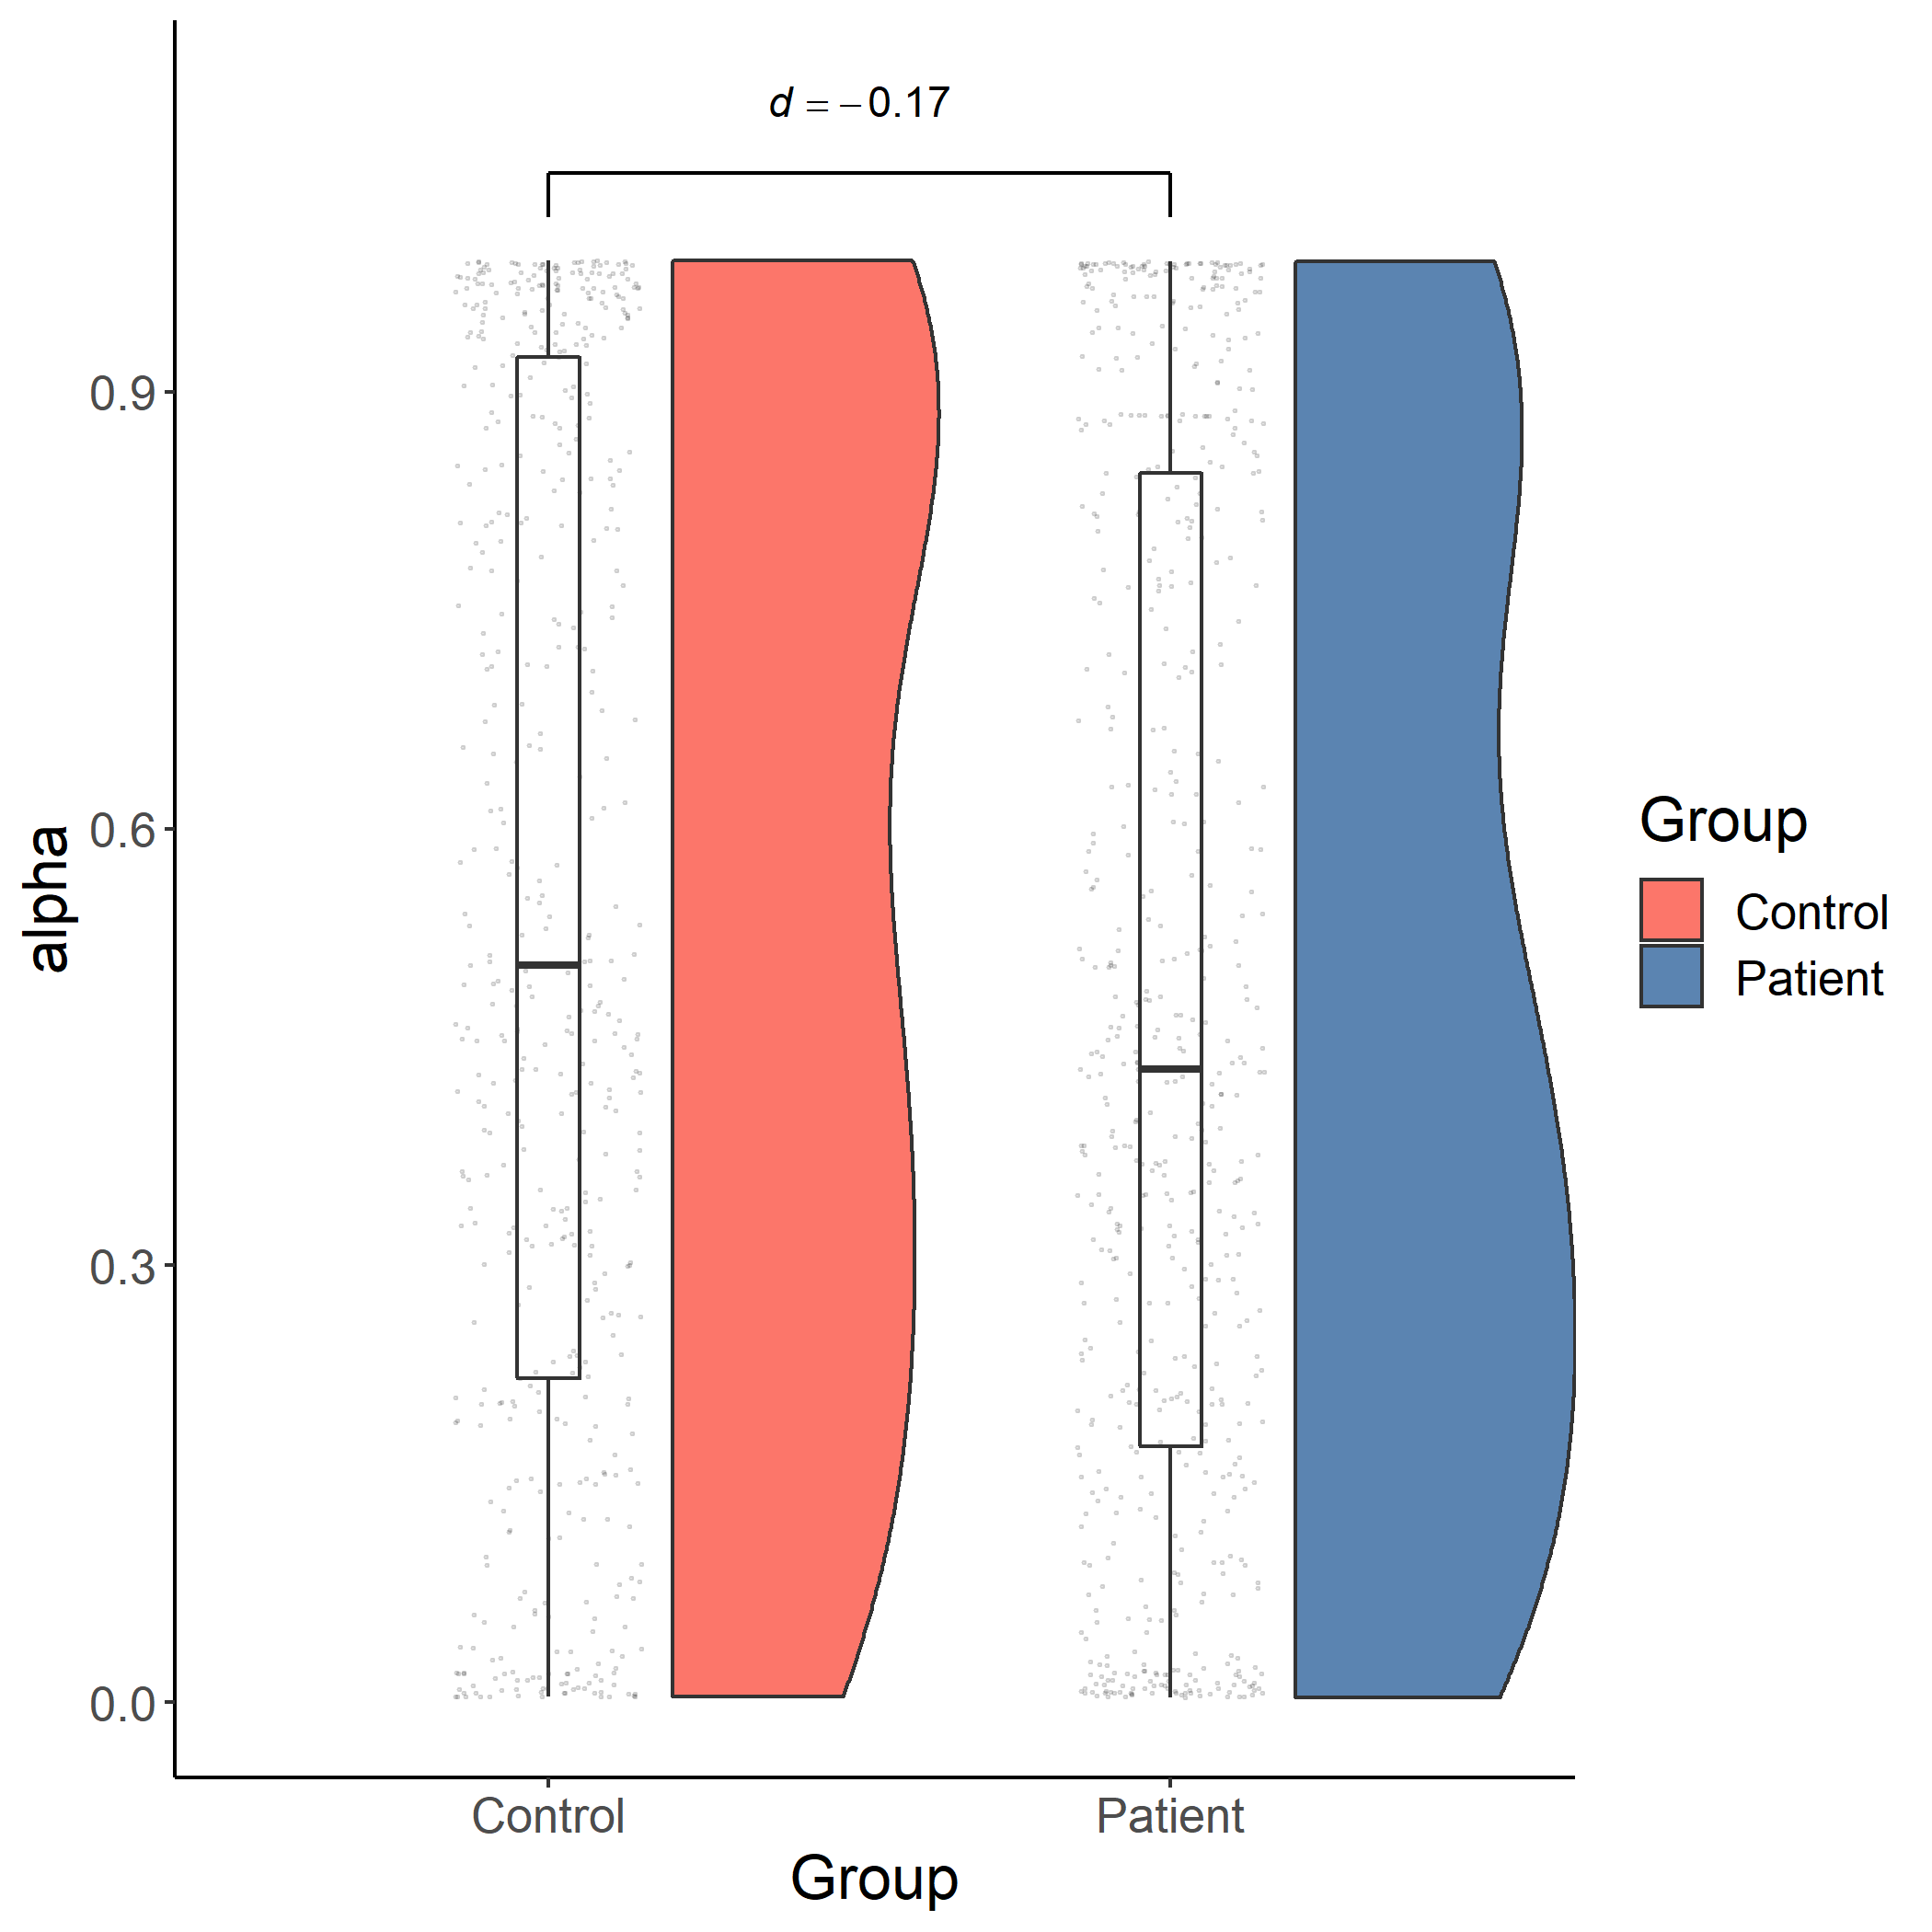 d = −0.17
0.9
0.6
0.3
0.0
alpha
Control
Patient
Group
Group
Control
Patient